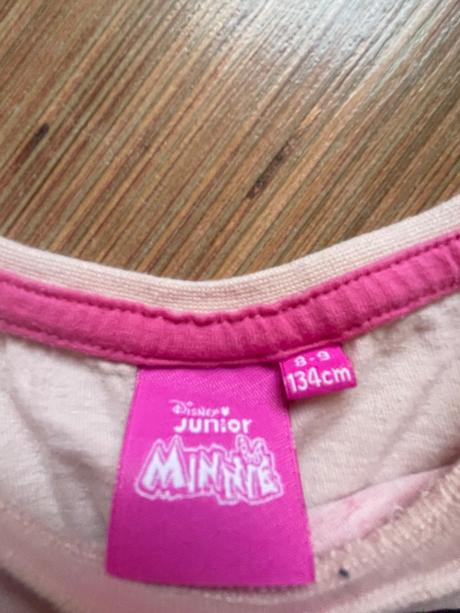 8-9
134cm
Disney
Junior
MINNIE